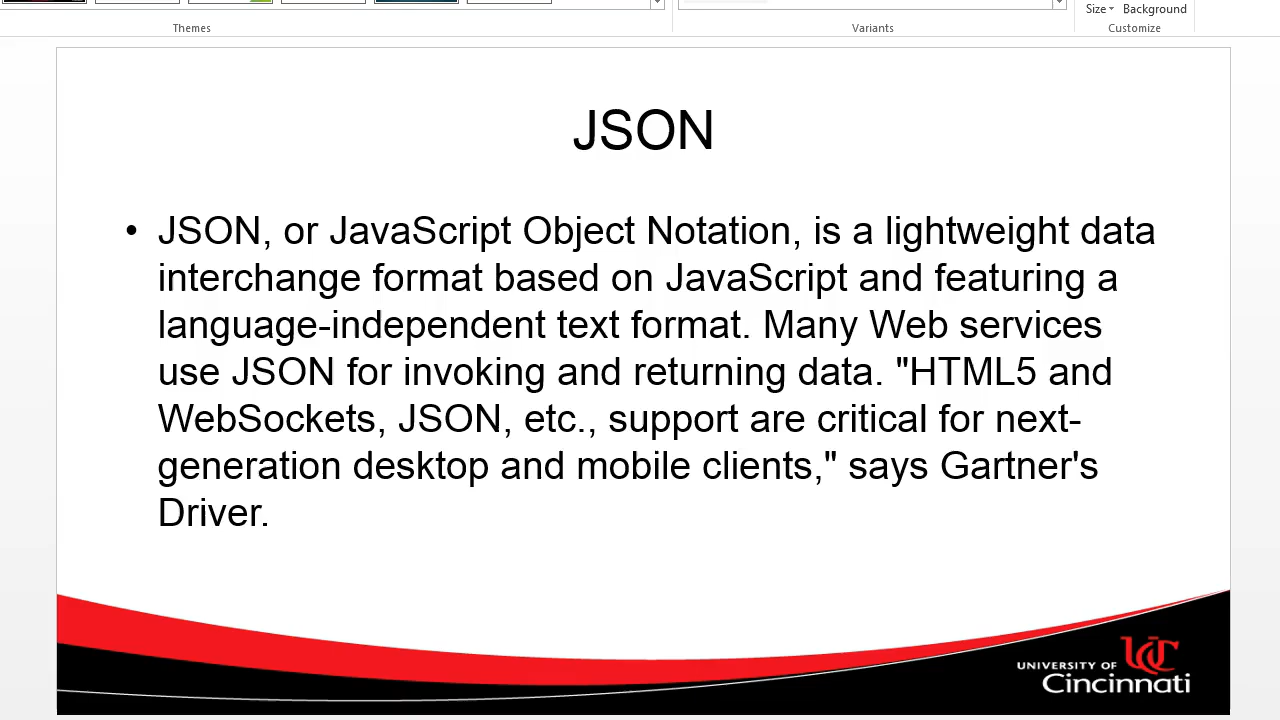 Size Background
Themes Variants Customize
JSON
• JSON, or JavaScript Object Notation, is a lightweight data
interchange format based on JavaScript and featuring a
language-independent text format. Many Web services
use JSON for invoking and returning data. "HTML5 and
WebSockets, JSON, etc., support are critical for next-
generation desktop and mobile clients," says Gartner's
Driver.
UC
UNIVERSITY OF
Cincinnati